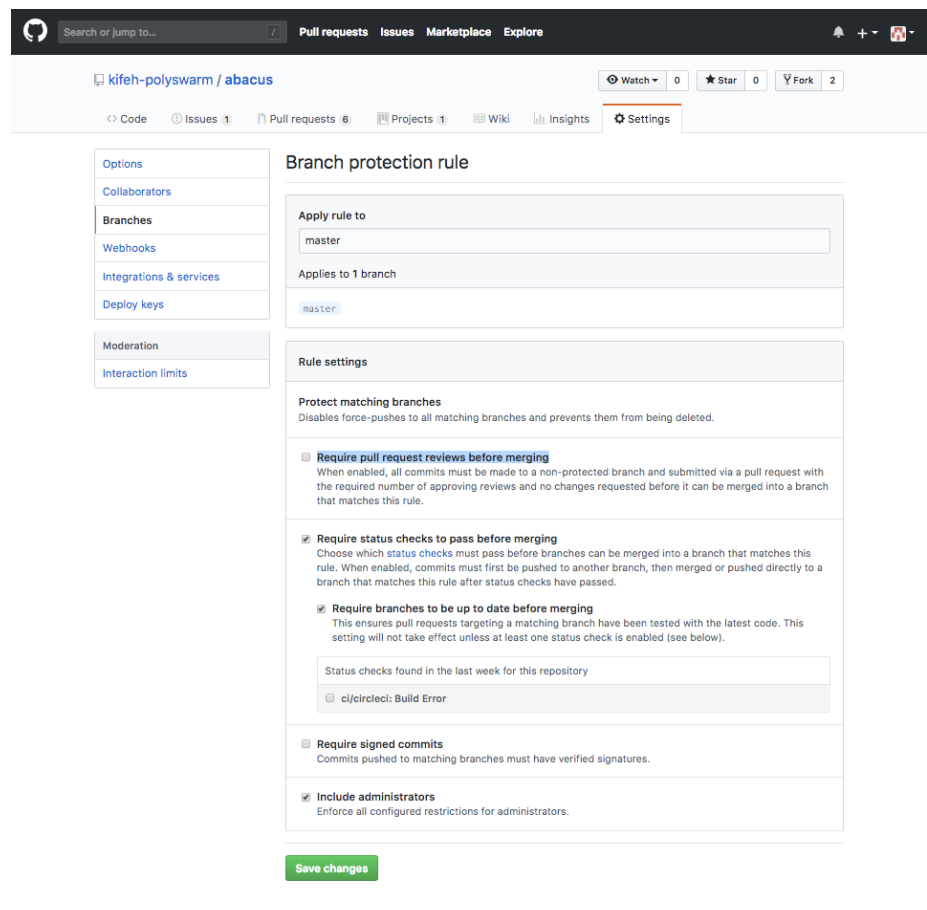 Search or jump to... /
Pull requests Issues Marketplace Explore
kifeh-polyswarm / abacus
Watch 0 Star 0 Fork 2
Code Issues 1 Pull requests 6 Projects 1 Wiki Insights Settings
Options
Collaborators
Branches
Webhooks
Integrations & services
Deploy keys
Moderation
Interaction limits
Branch protection rule
Apply rule to
master
Applies to 1 branch
master
Rule settings
Protect matching branches
Disables force-pushes to all matching branches and prevents them from being deleted.
Require pull request reviews before merging
When enabled, all commits must be made to a non-protected branch and submitted via a pull request with
the required number of approving reviews and no changes requested before it can be merged into a branch
that matches this rule.
Require status checks to pass before merging
Choose which status checks must pass before branches can be merged into a branch that matches this
rule. When enabled, commits must first be pushed to another branch, then merged or pushed directly to a
branch that matches this rule after status checks have passed.
Require branches to be up to date before merging
This ensures pull requests targeting a matching branch have been tested with the latest code. This
setting will not take effect unless at least one status check is enabled (see below).
Status checks found in the last week for this repository
ci/circleci: Build Error
Require signed commits
Commits pushed to matching branches must have verified signatures.
Include administrators
Enforce all configured restrictions for administrators.
Save changes